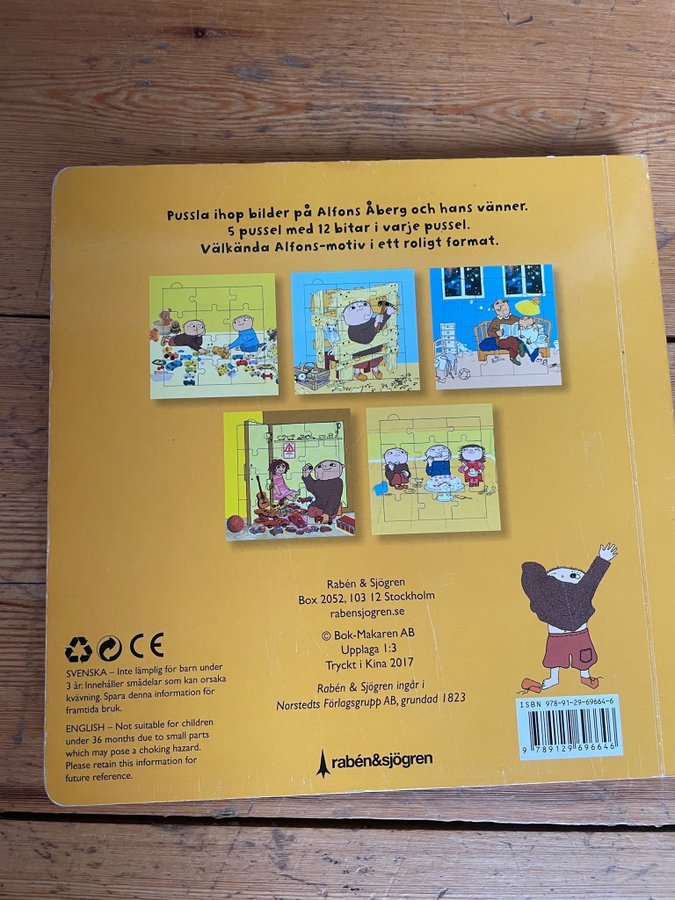 Pussla ihop bilder på Alfons Åberg och hans vänner.
5 pussel med 12 bitar i varje pussel.
Välkända Alfons-motiv i ett roligt format.
Rabén & Sjögren
Box 2052, 103 12 Stockholm
rabensjogren.se
© Bok-Makaren AB
Upplaga 1:3
Tryckt i Kina 2017
Rabén & Sjögren ingår i
Norstedts Förlagsgrupp AB, grundad 1823
CE
SVENSKA – Inte lämplig för barn under
3 år. Innehåller smådelar som kan orsaka
kvävning. Spara denna information för
framtida bruk.
ENGLISH – Not suitable for children
under 36 months due to small parts
which may pose a choking hazard.
Please retain this information for
future reference.
rabén&sjögren
ISBN 978-91-29-69664-6
9 789129 696646